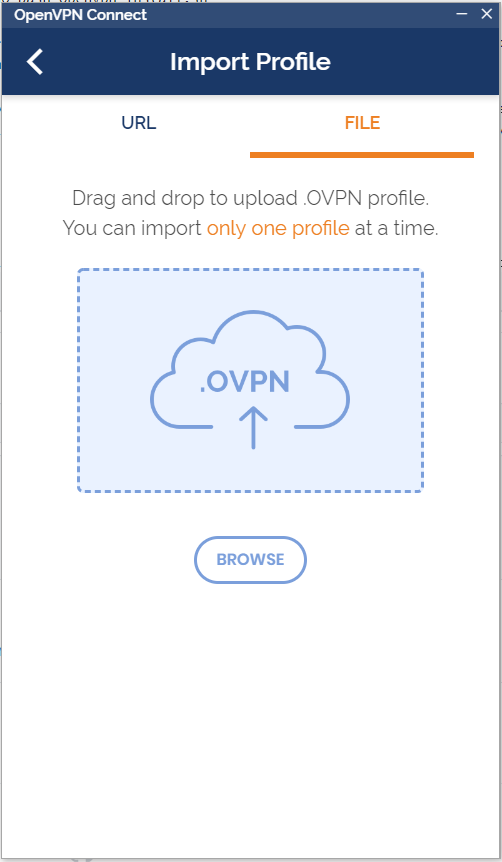 OpenVPN Connect
Import Profile
URL
FILE
Drag and drop to upload .OVPN profile.
You can import only one profile at a time.
.OVPN
BROWSE